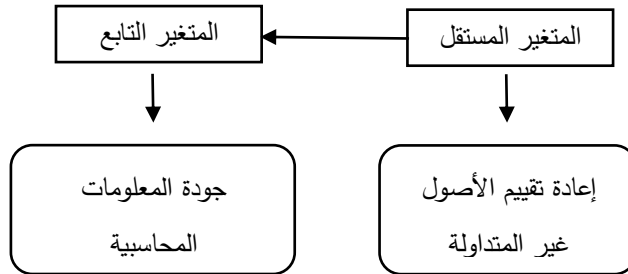 المتغير المستقل
المتغير التابع
إعادة تقييم الأصول
غير المتداولة
جودة المعلومات
المحاسبية